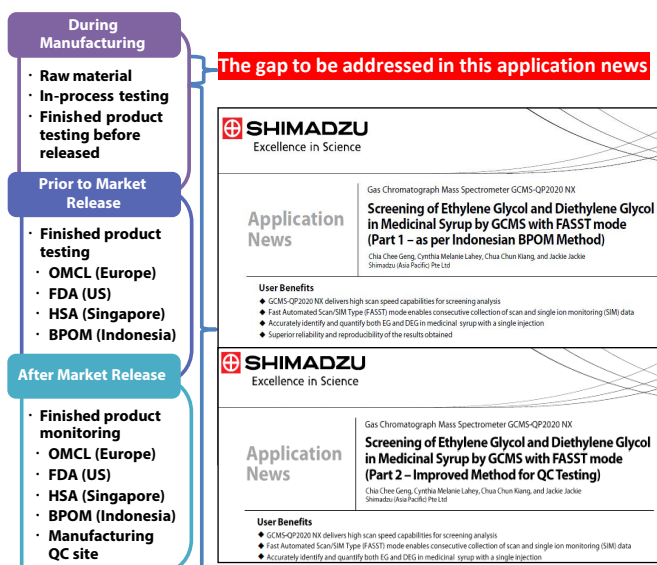 During
Manufacturing
· Raw material
· In-process testing
· Finished product
testing before
released
Prior to Market
Release
· Finished product
testing
· OMCL (Europe)
· FDA (US)
· HSA (Singapore)
· BPOM (Indonesia)
After Market Release
· Finished product
monitoring
· OMCL (Europe)
· FDA (US)
· HSA (Singapore)
· BPOM (Indonesia)
· Manufacturing
QC site
The gap to be addressed in this application news
SHIMADZU
Excellence in Science
Application
News
Gas Chromatograph Mass Spectrometer GCMS-QP2020 NX
Screening of Ethylene Glycol and Diethylene Glycol
in Medicinal Syrup by GCMS with FASST mode
(Part 1 – as per Indonesian BPOM Method)
Chia Chee Geng, Cynthia Melanie Lahey, Chua Chun Kiang, and Jackie Jackie
Shimadzu (Asia Pacific) Pte Ltd
User Benefits
◆ GCMS-QP2020 NX delivers high scan speed capabilities for screening analysis
◆ Fast Automated Scan/SIM Type (FASST) mode enables consecutive collection of scan and single ion monitoring (SIM) data
◆ Accurately identify and quantify both EG and DEG in medicinal syrup with a single injection
◆ Superior reliability and reproducibility of the results obtained
SHIMADZU
Excellence in Science
Application
News
Gas Chromatograph Mass Spectrometer GCMS-QP2020 NX
Screening of Ethylene Glycol and Diethylene Glycol
in Medicinal Syrup by GCMS with FASST mode
(Part 2 – Improved Method for QC Testing)
Chia Chee Geng, Cynthia Melanie Lahey, Chua Chun Kiang, and Jackie Jackie
Shimadzu (Asia Pacific) Pte Ltd
User Benefits
◆ GCMS-QP2020 NX delivers high scan speed capabilities for screening analysis
◆ Fast Automated Scan/SIM Type (FASST) mode enables consecutive collection of scan and single ion monitoring (SIM) data
◆ Accurately identify and quantify both EG and DEG in medicinal syrup with a single injection